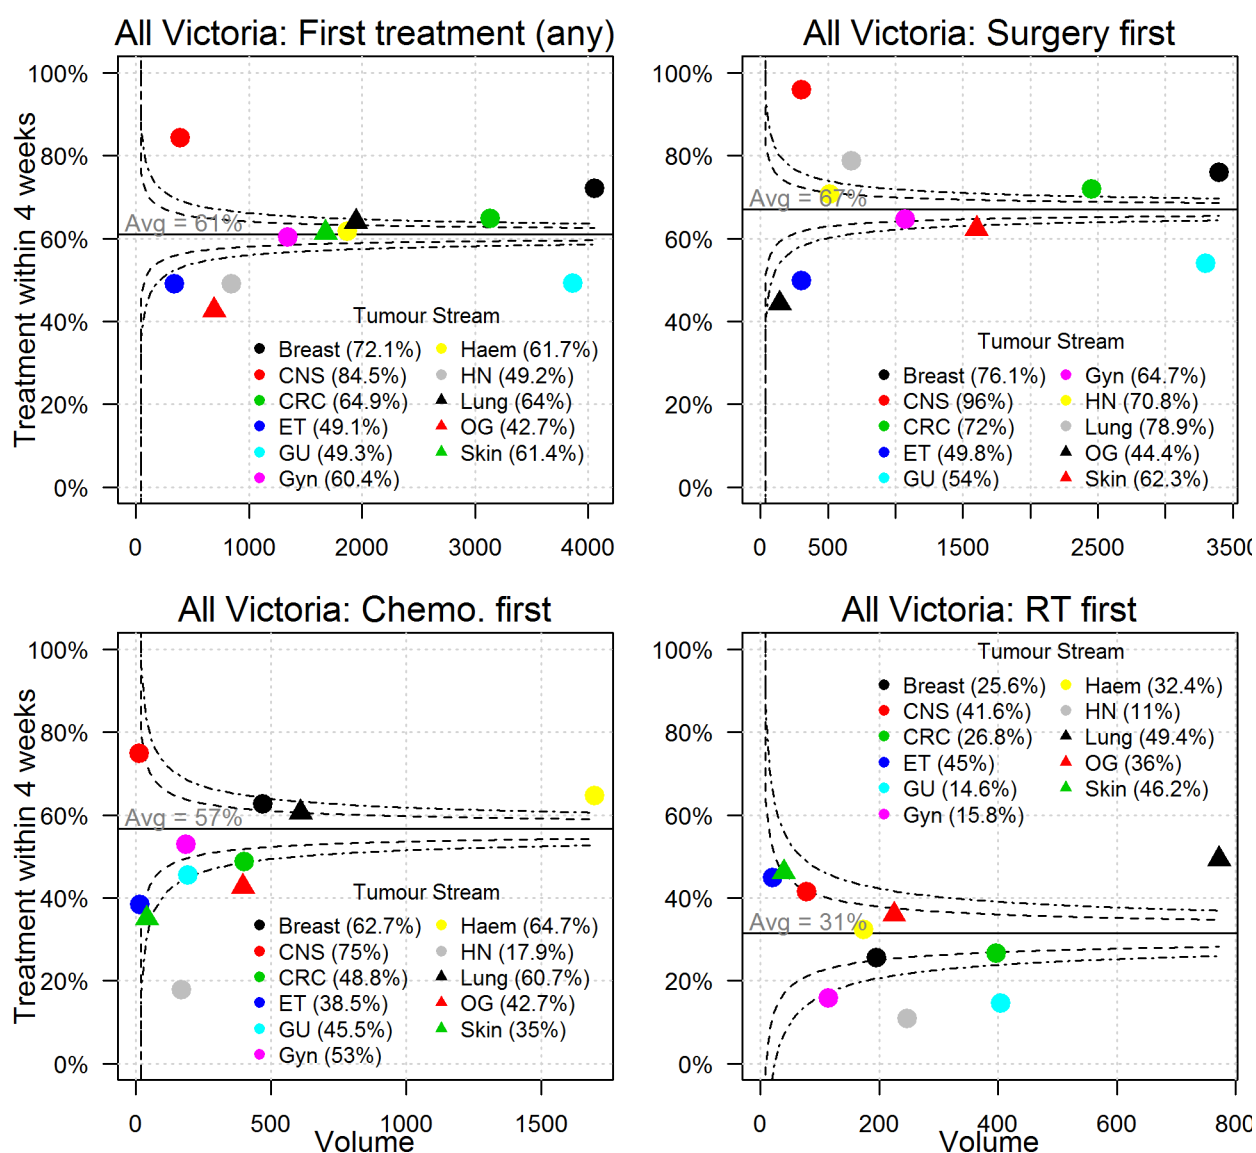 All Victoria: First treatment (any)
Treatment within 4 weeks
100%
80%
60%
40%
20%
0%
Avg = 61%
Tumour Stream
Breast (72.1%) Haem (61.7%)
CNS (84.5%) HN (49.2%)
CRC (64.9%) Lung (64%)
ET (49.1%) OG (42.7%)
GU (49.3%) Skin (61.4%)
Gyn (60.4%)
0 1000 2000 3000 4000
All Victoria: Surgery first
100%
80%
60%
40%
20%
0%
Avg = 67%
Tumour Stream
Breast (76.1%) Gyn (64.7%)
CNS (96%) HN (70.8%)
CRC (72%) Lung (78.9%)
ET (49.8%) OG (44.4%)
GU (54%) Skin (62.3%)
0 500 1500 2500 3500
All Victoria: Chemo. first
Treatment within 4 weeks
100%
80%
60%
40%
20%
0%
Avg = 57%
Tumour Stream
Breast (62.7%) Haem (64.7%)
CNS (75%) HN (17.9%)
CRC (48.8%) Lung (60.7%)
ET (38.5%) OG (42.7%)
GU (45.5%) Skin (35%)
Gyn (53%)
0 500 1000 1500
Volume
All Victoria: RT first
100%
80%
60%
40%
20%
0%
Tumour Stream
Breast (25.6%) Haem (32.4%)
CNS (41.6%) HN (11%)
CRC (26.8%) Lung (49.4%)
ET (45%) OG (36%)
GU (14.6%) Skin (46.2%)
Gyn (15.8%)
Avg = 31%
0 200 400 600 800
Volume